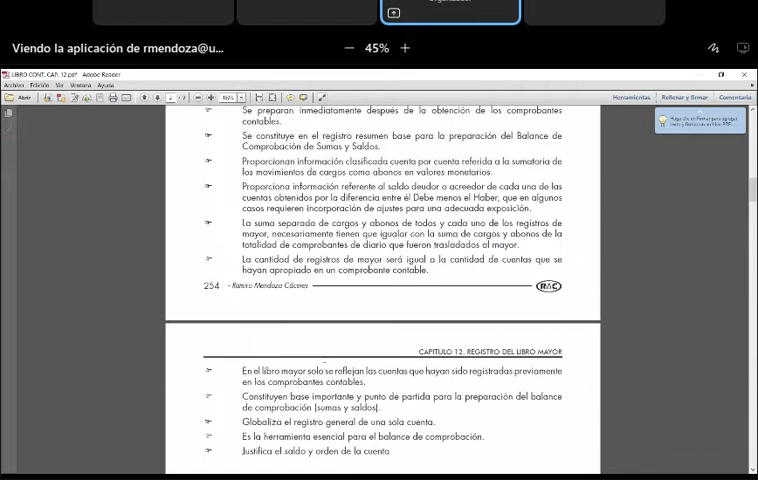 Viendo la aplicación de rmendoza@u...
45%
LIBRO CONT. CAP. 12.pdf - Adobe Reader
Archivo Edición Ver Ventana Ayuda
Abrir
Herramientas Rellenar y firmar Comentario
Se preparan inmediatamente después de la obtención de los comprobantes
contables.
Se constituye en el registro resumen base para la preparación del Balance de
Comprobación de Sumas y Saldos.
Proporcionan información clasificada cuenta por cuenta referida a la sumatoria de
los movimientos de cargos como abonos en valores monetarios.
Proporciona información referente al saldo deudor o acreedor de cada una de las
cuentas obtenidos por la diferencia entre él Debe menos el Haber, que en algunos
casos requieren incorporación de ajustes para una adecuada exposición.
La suma separada de cargos y abonos de todos y cada uno de los registros de
mayor, necesariamente tienen que igualar con la suma de cargos y abonos de la
totalidad de comprobantes de diario que fueron trasladados al mayor.
La cantidad de registros de mayor será igual a la cantidad de cuentas que se
hayan apropiado en un comprobante contable.
254 - Ramiro Mendoza Cáceres
CAPITULO 12. REGISTRO DEL LIBRO MAYOR
En el libro mayor solo se reflejan las cuentas que hayan sido registradas previamente
en los comprobantes contables.
Constituyen base importante y punto de partida para la preparación del balance
de comprobación (sumas y saldos).
Globaliza el registro general de una sola cuenta.
Es la herramienta esencial para el balance de comprobación.
Justifica el saldo y orden de la cuenta